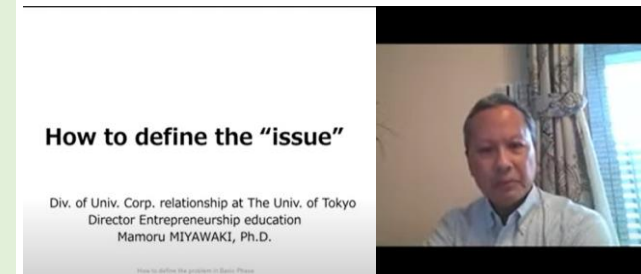 How to define the “issue”
Div. of Univ. Corp. relationship at The Univ. of Tokyo
Director Entrepreneurship education
Mamoru MIYAWAKI, Ph.D.
How to define the problem in Basic Phase